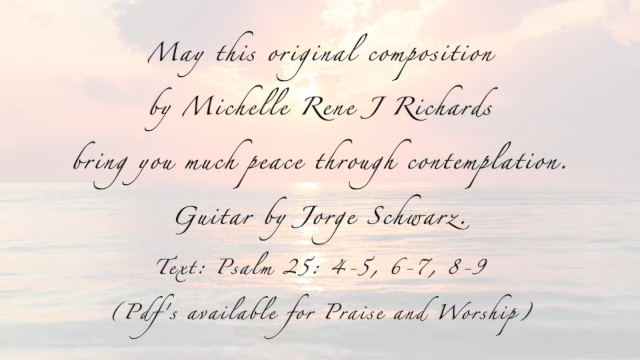 May this original composition
by Michelle Rene J Richards
bring you much peace through contemplation.
Guitar by Jorge Schwarz.
Text: Psalm 25: 4-5, 6-7, 8-9
(Pdf's available for Praise and Worship)